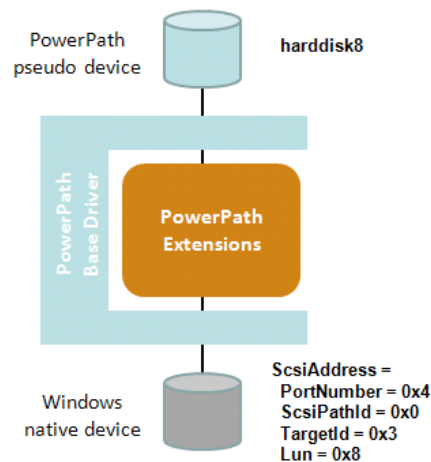 PowerPath
pseudo device
harddisk8
PowerPath
Base Driver
PowerPath
Extensions
Windows
native device
ScsiAddress =
PortNumber = 0x4
ScsiPathId = 0x0
TargetId = 0x3
Lun = 0x8